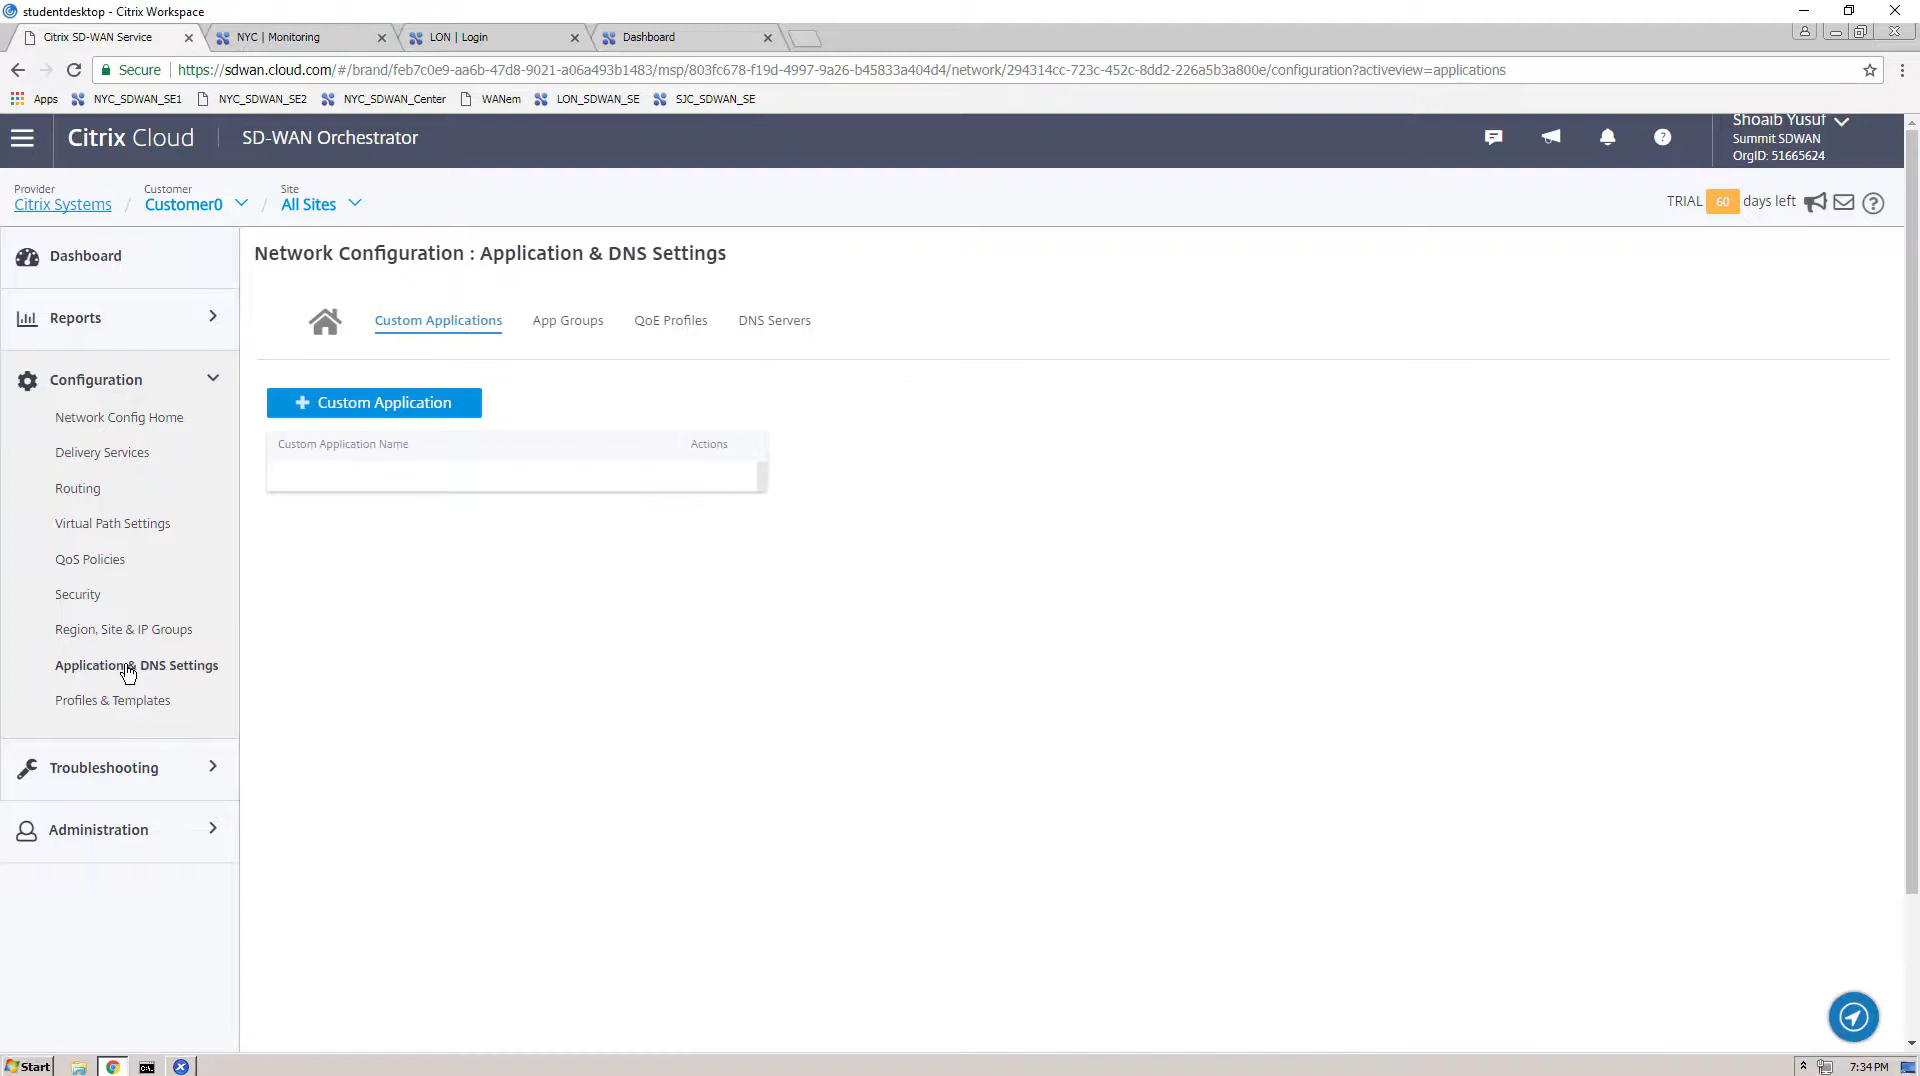 studentdesktop - Citrix Workspace
Citrix SD-WAN Service
NYC | Monitoring
LON | Login
Dashboard
Secure
https://sdwan.cloud.com/#/brand/feb7c0e9-aa6b-47d8-9021-a06a493b1483/msp/803fc678-f19d-4997-9a26-b45833a404d4/network/294314cc-723c-452c-8dd2-226a5b3a800e/configuration?activeview=applications
Apps
NYC_SDWAN_SE1
NYC_SDWAN_SE2
NYC_SDWAN_Center
WANem
LON_SDWAN_SE
SJC_SDWAN_SE
Citrix Cloud
SD-WAN Orchestrator
Shoaib Yusuf
Summit SDWAN
OrgID: 51665624
Provider
Citrix Systems
/
Customer
Customer0
/
Site
All Sites
TRIAL 60 days left
Dashboard
Reports
Configuration
Network Config Home
Delivery Services
Routing
Virtual Path Settings
QoS Policies
Security
Region, Site & IP Groups
Application & DNS Settings
Profiles & Templates
Troubleshooting
Administration
Network Configuration : Application & DNS Settings
Custom Applications
App Groups
QoE Profiles
DNS Servers
+ Custom Application
Custom Application Name
Actions
Start
7:34 PM